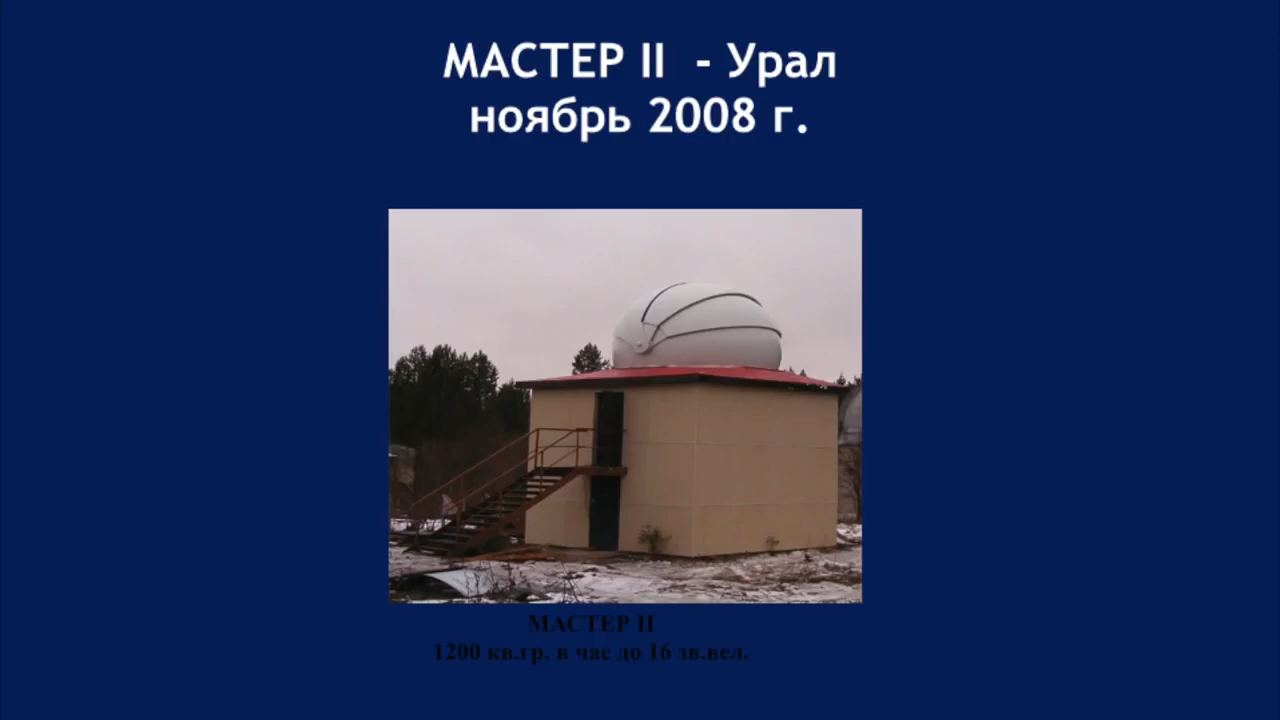 МАСТЕР II - Урал
ноябрь 2008 г.
МАСТЕР II
1200 кв.гр. в час до 16 зв.вел.